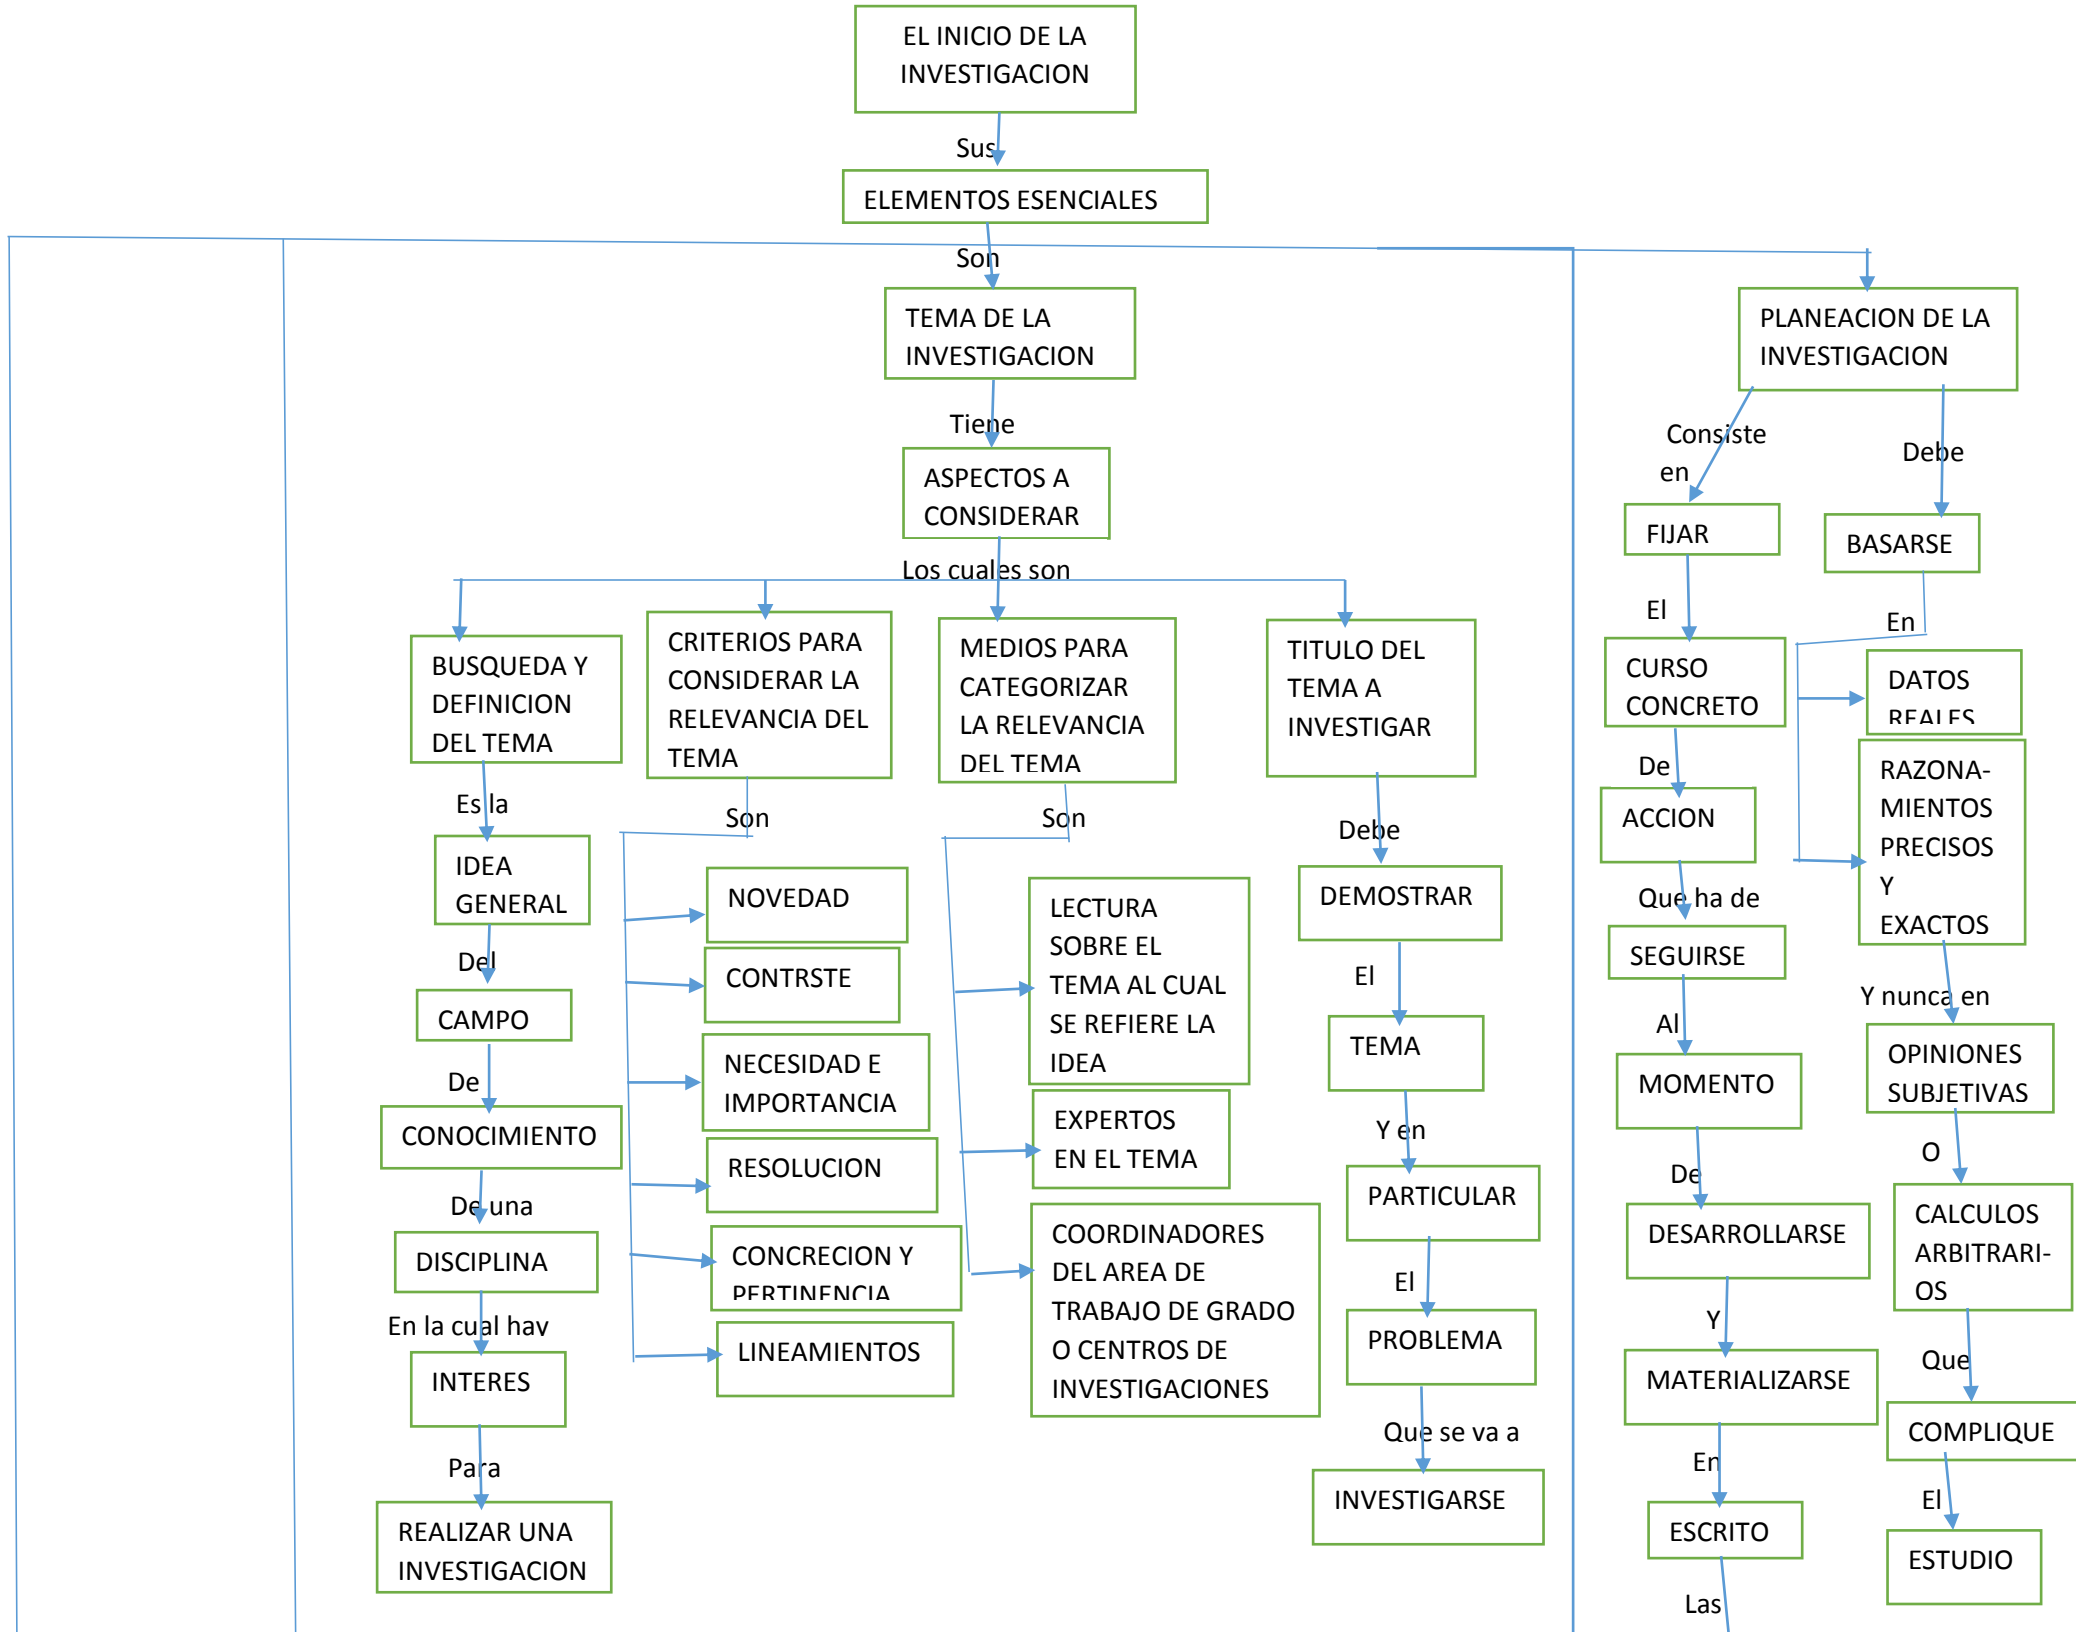 EL INICIO DE LA
INVESTIGACION
Sus
ELEMENTOS ESENCIALES
Son
TEMA DE LA
INVESTIGACION
Tiene
ASPECTOS A
CONSIDERAR
Los cuales son
BUSQUEDA Y
DEFINICION
DEL TEMA
Es la
IDEA
GENERAL
Del
CAMPO
De
CONOCIMIENTO
De una
DISCIPLINA
En la cual hay
INTERES
Para
REALIZAR UNA
INVESTIGACION
CRITERIOS PARA
CONSIDERAR LA
RELEVANCIA DEL
TEMA
Son
NOVEDAD
CONTRSTE
NECESIDAD E
IMPORTANCIA
RESOLUCION
CONCRECION Y
PERTINENCIA
LINEAMIENTOS
MEDIOS PARA
CATEGORIZAR
LA RELEVANCIA
DEL TEMA
Son
LECTURA
SOBRE EL
TEMA AL CUAL
SE REFIERE LA
IDEA
EXPERTOS
EN EL TEMA
COORDINADORES
DEL AREA DE
TRABAJO DE GRADO
O CENTROS DE
INVESTIGACIONES
TITULO DEL
TEMA A
INVESTIGAR
Debe
DEMOSTRAR
El
TEMA
Y en
PARTICULAR
El
PROBLEMA
Que se va a
INVESTIGARSE
PLANEACION DE LA
INVESTIGACION
Consiste
en
FIJAR
El
CURSO
CONCRETO
De
ACCION
Que ha de
SEGUIRSE
Al
MOMENTO
De
DESARROLLARSE
Y
MATERIALIZARSE
En
ESCRITO
Las
Debe
BASARSE
En
DATOS
REALES
RAZONA-
MIENTOS
PRECISOS
Y
EXACTOS
Y nunca en
OPINIONES
SUBJETIVAS
O
CALCULOS
ARBITRARI-
OS
Que
COMPLIQUE
El
ESTUDIO